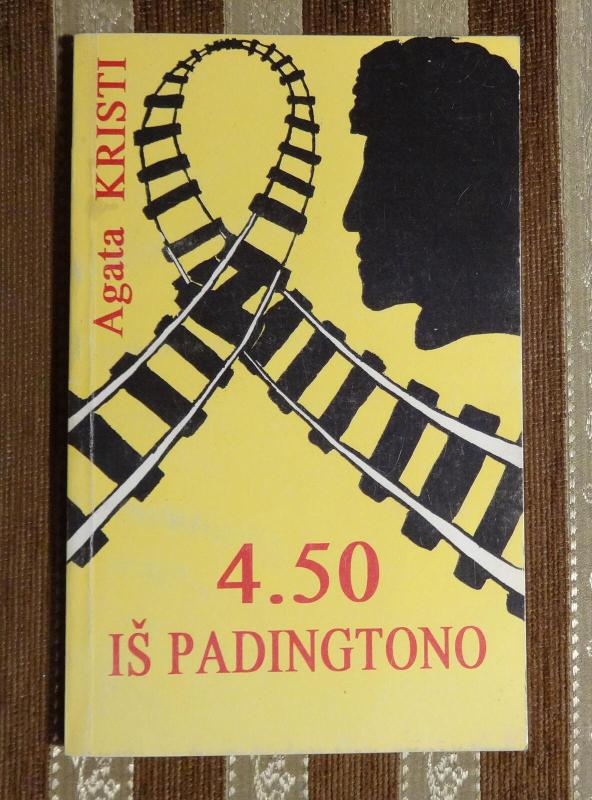 Agata KRISTI
4.50
IŠ PADINGTONO